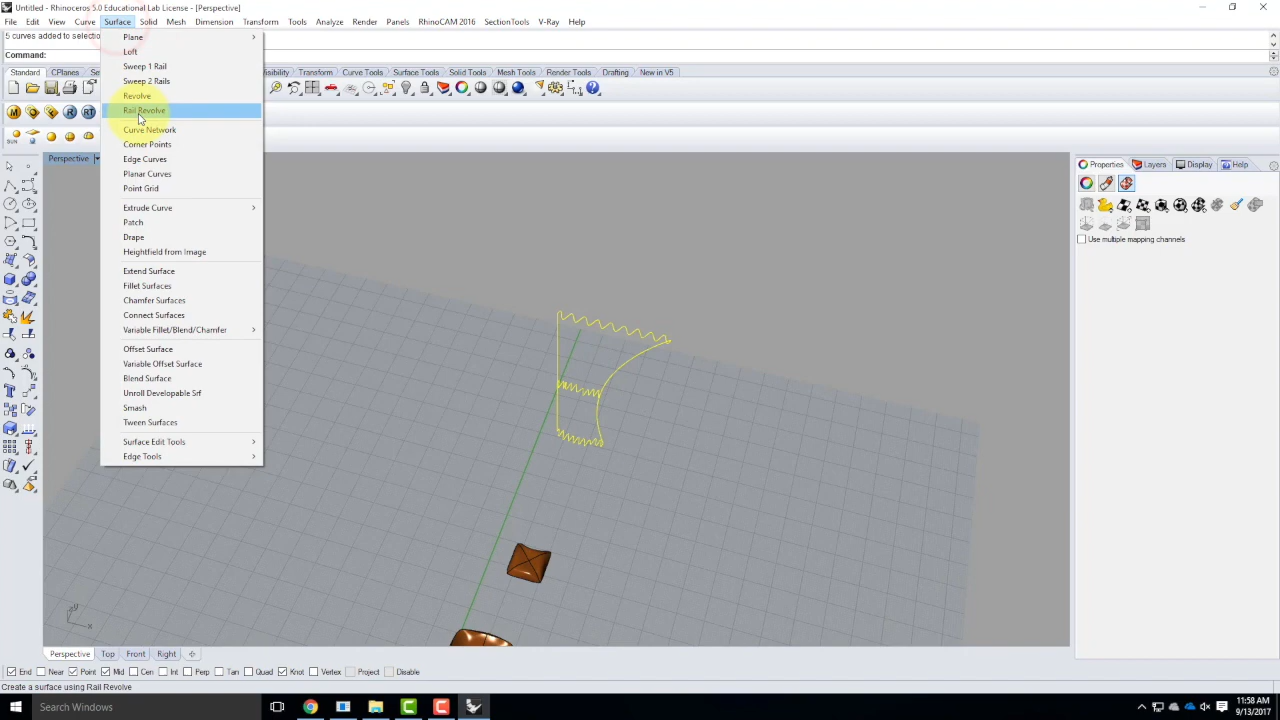 Untitled - Rhinoceros 5.0 Educational Lab License - [Perspective]
File Edit View Curve Surface Solid Mesh Dimension Transform Tools Analyze Render Panels RhinoCAM 2016 SectionTools V-Ray Help
5 curves added to selectio
Command:
Standard CPlanes Se isibility Transform Curve Tools Surface Tools Solid Tools Mesh Tools Render Tools Drafting New in V5
Plane
Loft
Sweep 1 Rail
Sweep 2 Rails
Revolve
Rail Revolve
Curve Network
Corner Points
Edge Curves
Planar Curves
Point Grid
Extrude Curve
Patch
Drape
Heightfield from Image
Extend Surface
Fillet Surfaces
Chamfer Surfaces
Connect Surfaces
Variable Fillet/Blend/Chamfer
Offset Surface
Variable Offset Surface
Blend Surface
Unroll Developable Srf
Smash
Tween Surfaces
Surface Edit Tools
Edge Tools
M R RT
SUN
Perspective
Properties Layers Display Help
Use multiple mapping channels
x
Perspective Top Front Right
End Near Point Mid Cen Int Perp Tan Quad Knot Vertex Project Disable
Create a surface using Rail Revolve
Search Windows
11:58 AM
9/13/2017